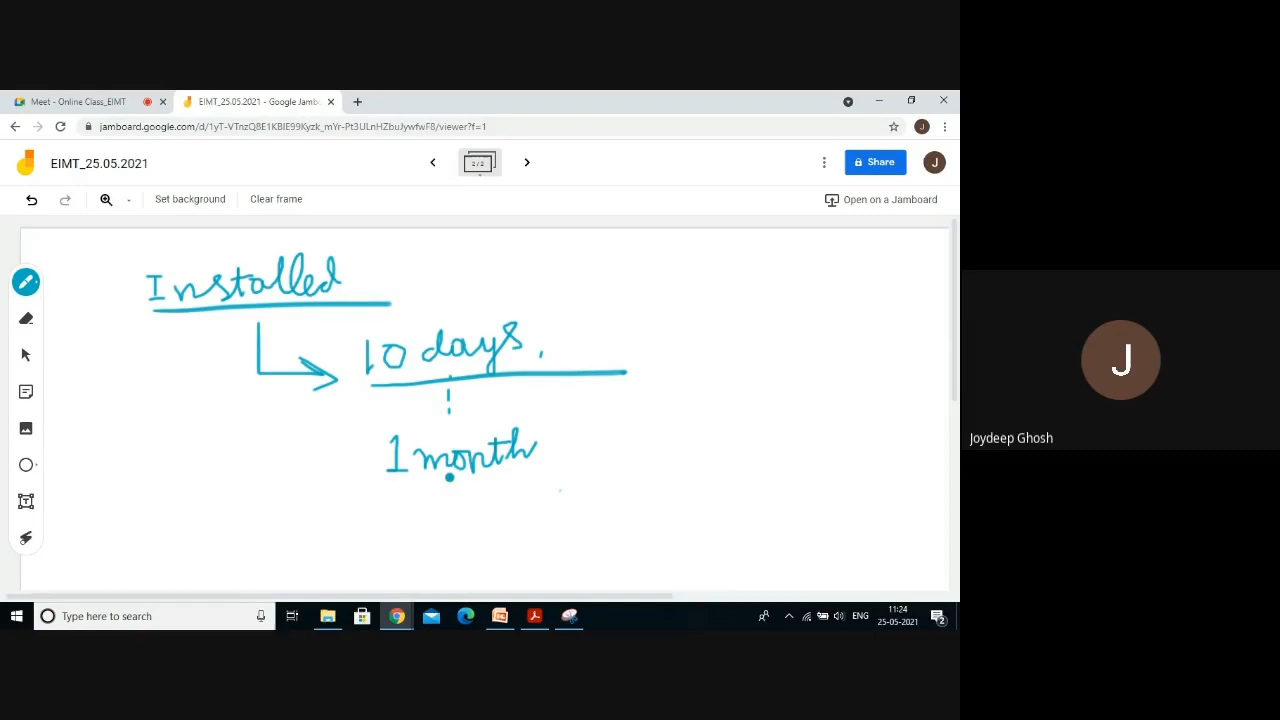 Meet - Online Class_EIMT
EIMT_25.05.2021 - Google Jambo
jamboard.google.com/d/1yT-VTnzQ8E1KBIE99Kyzk_mYr-Pt3ULnHZbuJywfwF8/viewer?f=1
J
EIMT_25.05.2021
2 / 2
Share
J
Set background
Clear frame
Open on a Jamboard
Installed
10 days.
1 month
J
Joydeep Ghosh
Type here to search
ENG
11:24
25-05-2021
2